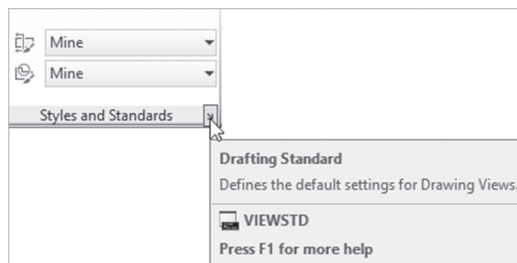 Mine
Mine
Styles and Standards
Drafting Standard
Defines the default settings for Drawing Views.
VIEWSTD
Press F1 for more help